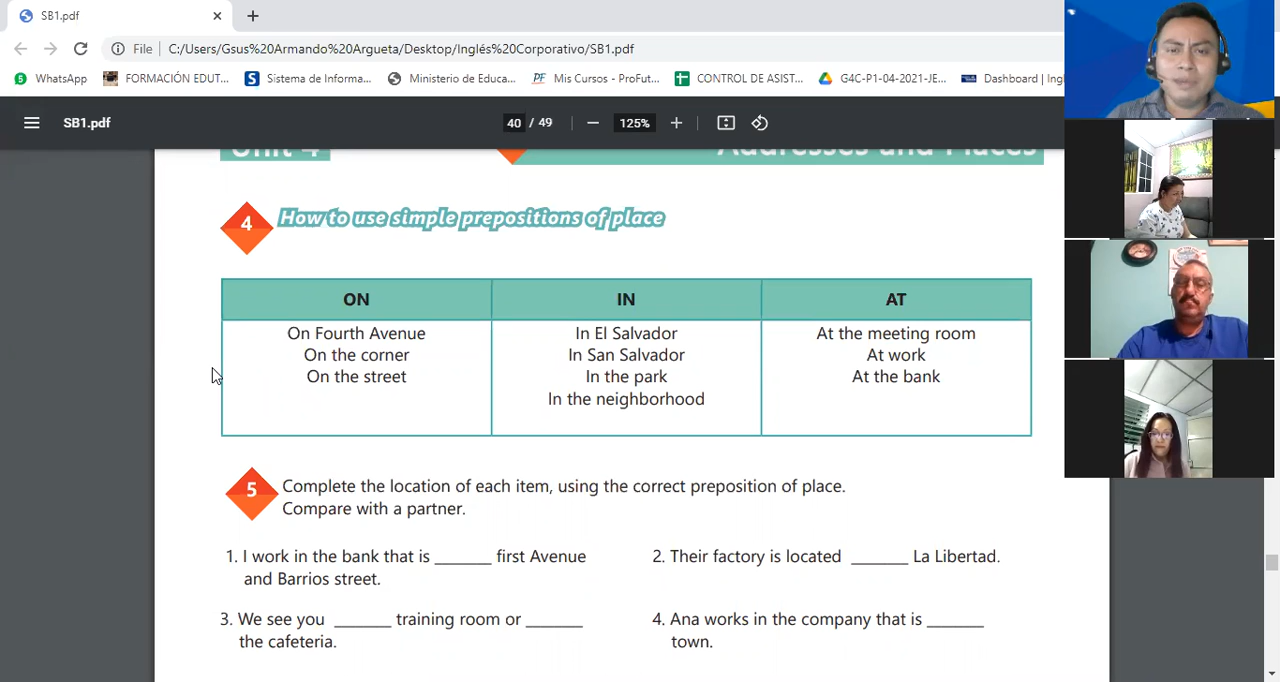 SB1.pdf
File C:/Users/Gsus%20Armando%20Argueta/Desktop/Inglés%20Corporativo/SB1.pdf
WhatsApp FORMACIÓN EDUT... Sistema de Informa... Ministerio de Educa... Mis Cursos - ProFut... CONTROL DE ASIST... G4C-P1-04-2021-JE... Dashboard | Ingl
SB1.pdf 40 / 49 125%
Unit 4 Addresses and Places
4 How to use simple prepositions of place
ON IN AT
On Fourth Avenue In El Salvador At the meeting room
On the corner In San Salvador At work
On the street In the park At the bank
In the neighborhood
5 Complete the location of each item, using the correct preposition of place.
Compare with a partner.
1. I work in the bank that is _______ first Avenue 2. Their factory is located _______ La Libertad.
and Barrios street.
3. We see you _______ training room or _______ 4. Ana works in the company that is _______
the cafeteria. town.